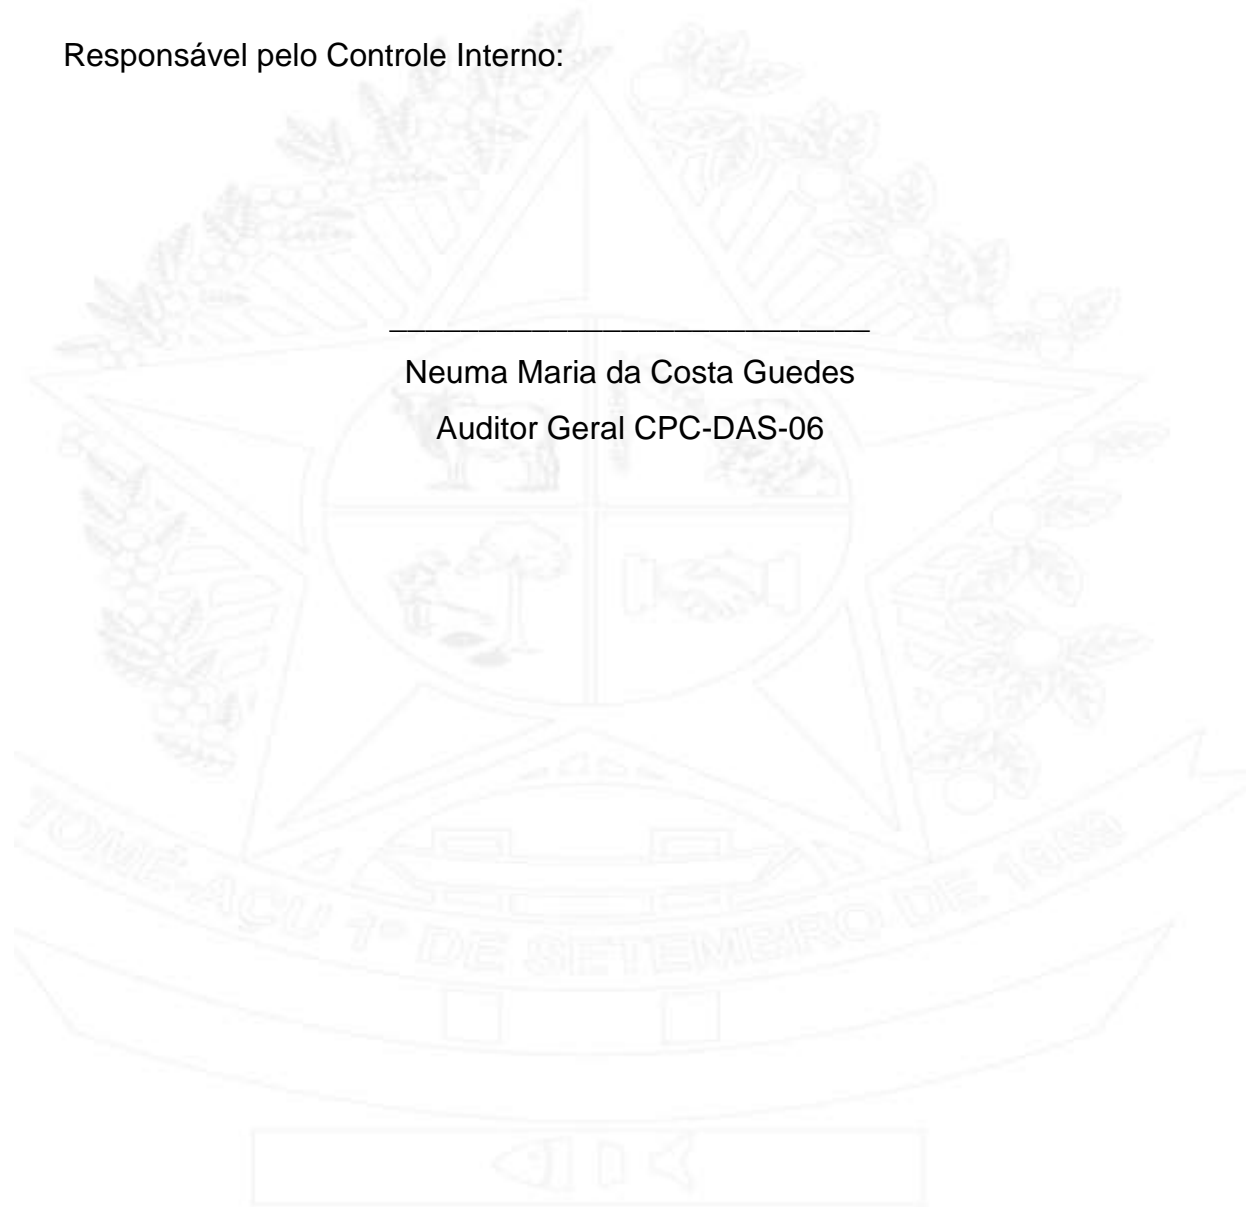 Responsável pelo Controle Interno:
Neuma Maria da Costa Guedes
Auditor Geral CPC-DAS-06
TOMÉ-AÇU 1º DE SETEMBRO DE 1959